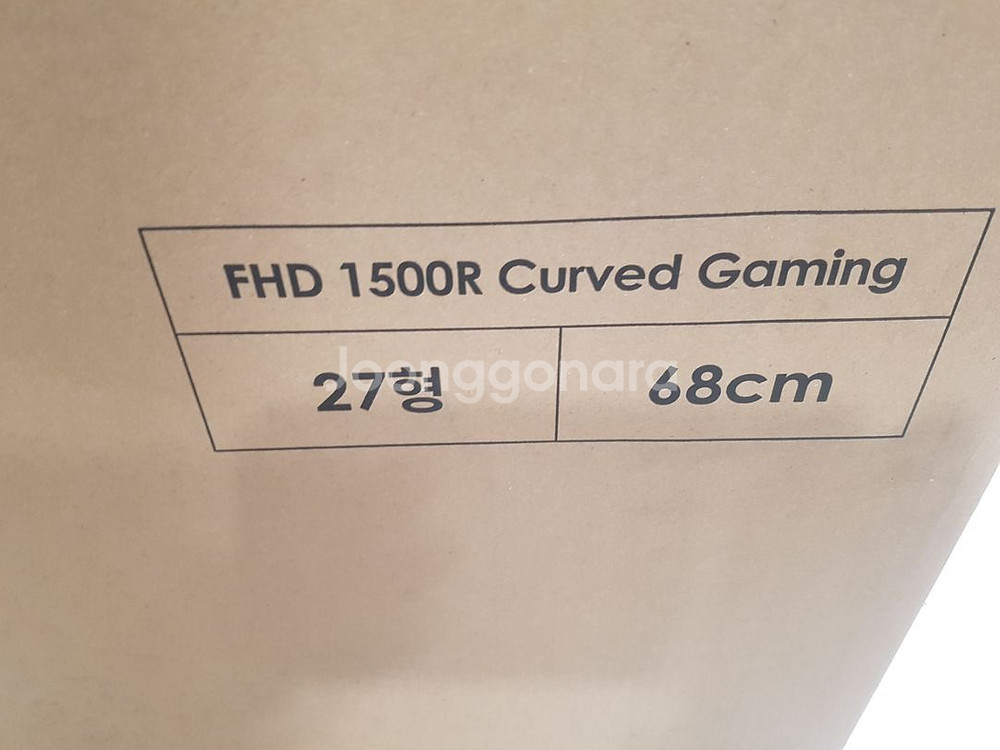 FHD 1500R Curved Gaming
27형 68cm
Joonggonara